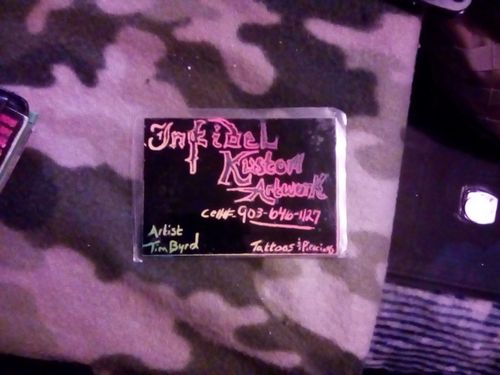 Infidel
Kustom
Artwork
Cell#: 903-646-1127
Artist
Tim Byrd
Tattoos & Piercings